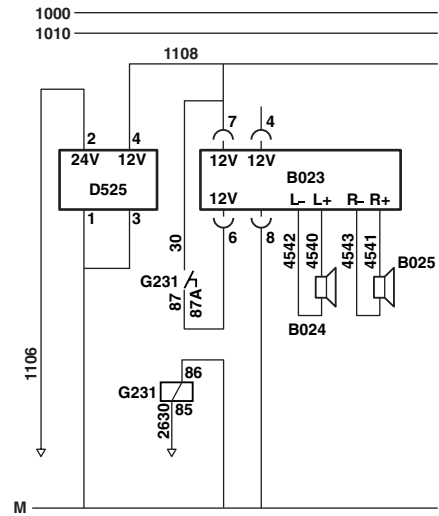 1000
1010
1108
2 4
24V 12V
D525
1 3
7 4
12V 12V
B023
12V L– L+ R– R+
6 8
30
4542 4540 4543 4541
B025
B024
G231
87 87A
1106
86
G231
85
2630
M